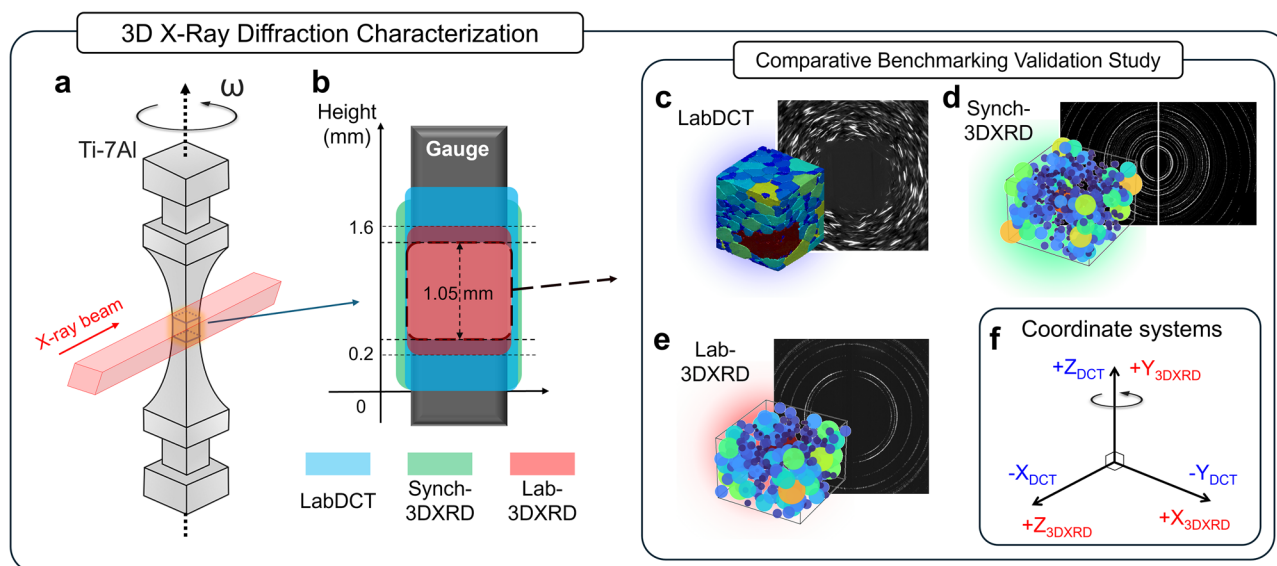 3D X-Ray Diffraction Characterization
Comparative Benchmarking Validation Study
a
ω
Ti-7Al
X-ray beam
b
Height
(mm)
Gauge
1.6
1.05 mm
0.2
0
LabDCT
Synch-
3DXRD
Lab-
3DXRD
c
LabDCT
d
Synch-
3DXRD
e
Lab-
3DXRD
f
Coordinate systems
+Z_DCT +Y_3DXRD
-X_DCT
+Z_3DXRD
-Y_DCT
+X_3DXRD